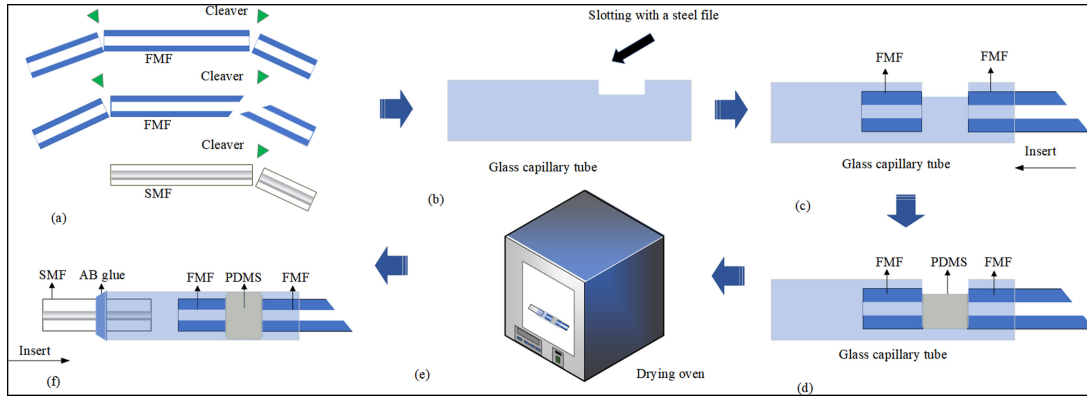 Cleaver
FMF
Cleaver
FMF
Cleaver
SMF
(a)
Slotting with a steel file
Glass capillary tube
(b)
FMF
FMF
Glass capillary tube
Insert
(c)
FMF
PDMS
FMF
Glass capillary tube
(d)
Drying oven
(e)
SMF
AB glue
FMF
PDMS
FMF
Insert
(f)